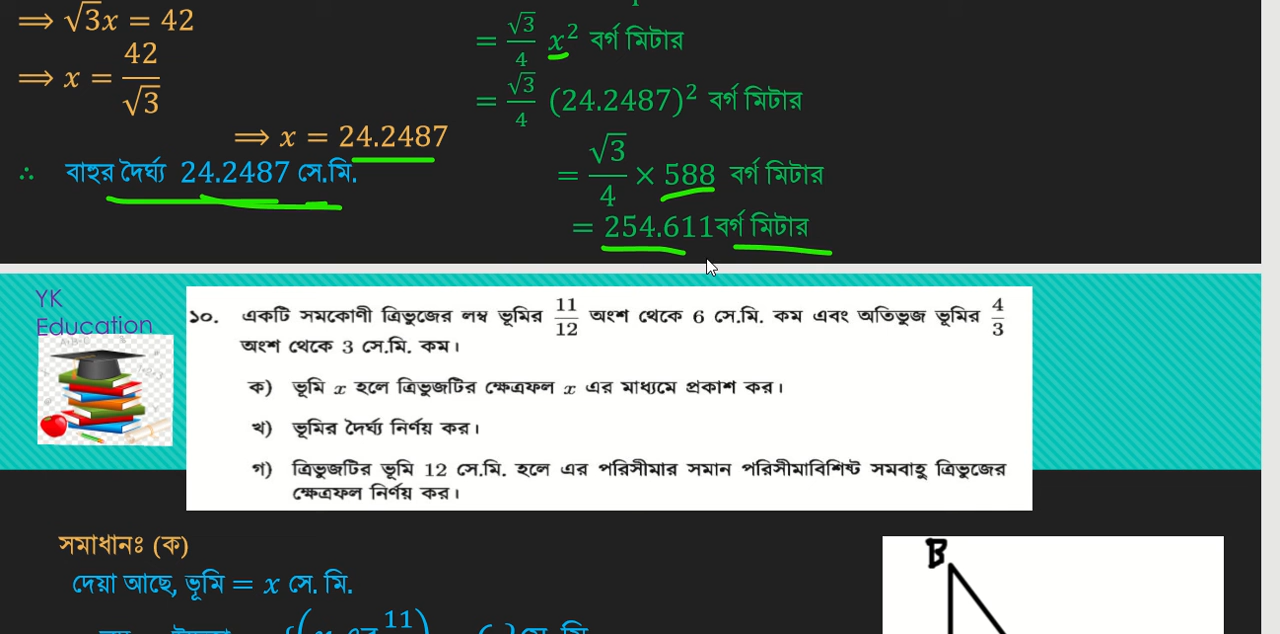 ⟹ √3x = 42
⟹ x = 42/√3
⟹ x = 24.2487
∴ বাহুর দৈর্ঘ্য 24.2487 সে.মি.
= √3/4 x² বর্গ মিটার
= √3/4 (24.2487)² বর্গ মিটার
= √3/4 × 588 বর্গ মিটার
= 254.611বর্গ মিটার
YK
Education
১০. একটি সমকোণী ত্রিভুজের লম্ব ভূমির 11/12 অংশ থেকে 6 সে.মি. কম এবং অতিভুজ ভূমির 4/3
অংশ থেকে 3 সে.মি. কম।
ক) ভূমি x হলে ত্রিভুজটির ক্ষেত্রফল x এর মাধ্যমে প্রকাশ কর।
খ) ভূমির দৈর্ঘ্য নির্ণয় কর।
গ) ত্রিভুজটির ভূমি 12 সে.মি. হলে এর পরিসীমার সমান পরিসীমাবিশিষ্ট সমবাহু ত্রিভুজের
ক্ষেত্রফল নির্ণয় কর।
সমাধানঃ (ক)
দেয়া আছে, ভূমি = x সে. মি.
11
B